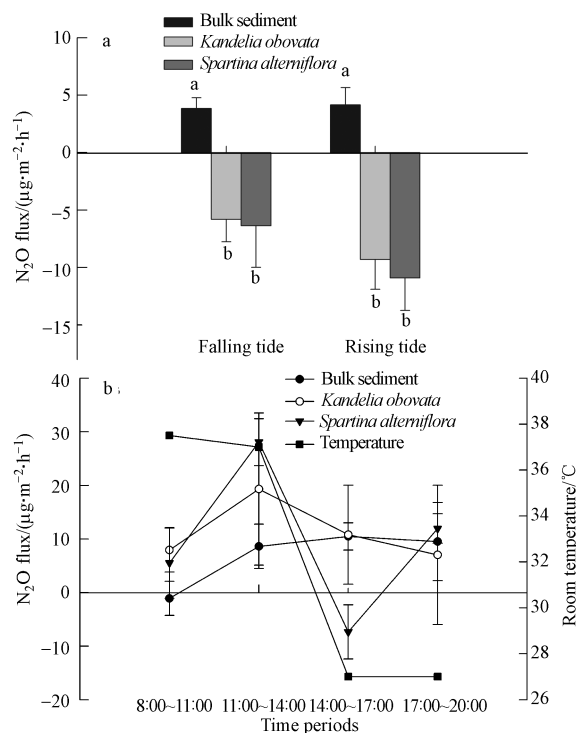 a
Bulk sediment
Kandelia obovata
Spartina alterniflora
N₂O flux/(μg·m⁻²·h⁻¹)
10
5
0
−5
−10
−15
a
a
b
b
b
b
Falling tide
Rising tide
b
Bulk sediment
Kandelia obovata
Spartina alterniflora
Temperature
N₂O flux/(μg·m⁻²·h⁻¹)
40
30
20
10
0
−10
−20
40
38
36
34
32
30
28
26
Room temperature/℃
8:00~11:00 11:00~14:00 14:00~17:00 17:00~20:00
Time periods